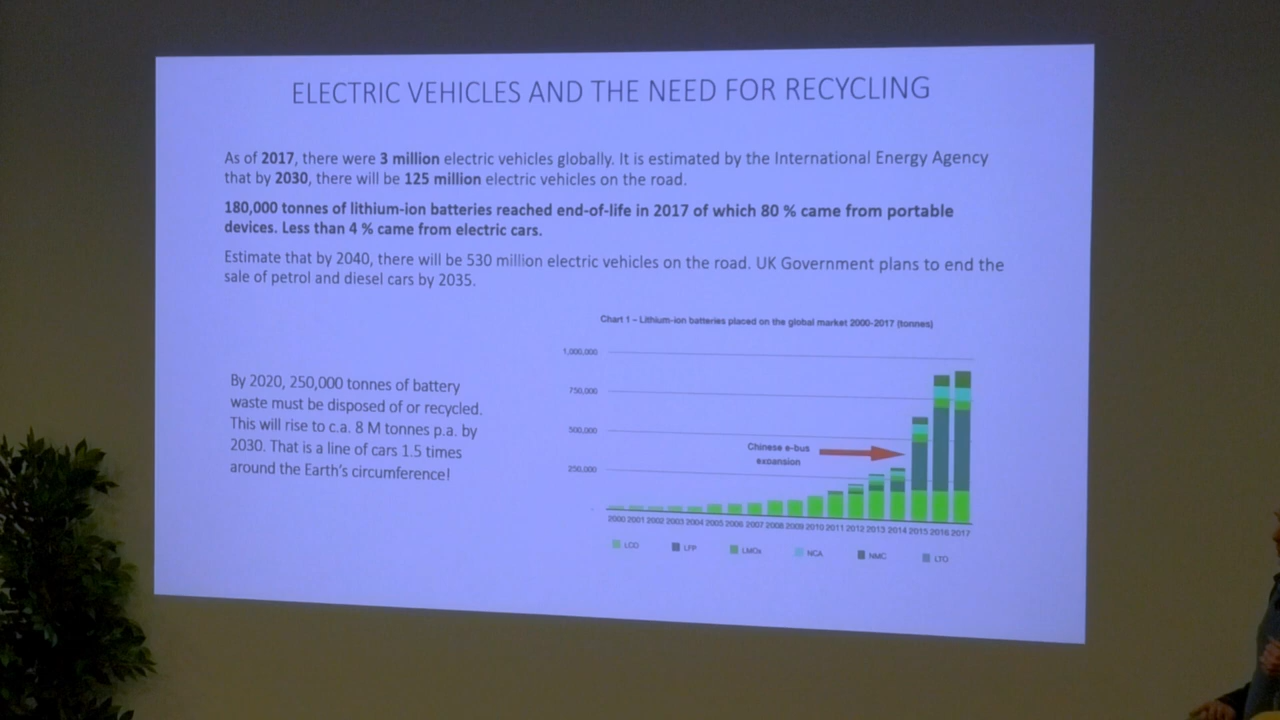 ELECTRIC VEHICLES AND THE NEED FOR RECYCLING
As of 2017, there were 3 million electric vehicles globally. It is estimated by the International Energy Agency
that by 2030, there will be 125 million electric vehicles on the road.
180,000 tonnes of lithium-ion batteries reached end-of-life in 2017 of which 80 % came from portable
devices. Less than 4 % came from electric cars.
Estimate that by 2040, there will be 530 million electric vehicles on the road. UK Government plans to end the
sale of petrol and diesel cars by 2035.
By 2020, 250,000 tonnes of battery
waste must be disposed of or recycled.
This will rise to c.a. 8 M tonnes p.a. by
2030. That is a line of cars 1.5 times
around the Earth's circumference!
Chart 1 – Lithium-ion batteries placed on the global market 2000-2017 (tonnes)
1,000,000
750,000
500,000
250,000
-
Chinese e-bus
expansion
2000 2001 2002 2003 2004 2005 2006 2007 2008 2009 2010 2011 2012 2013 2014 2015 2016 2017
LCO LFP LMOs NCA NMC LTO